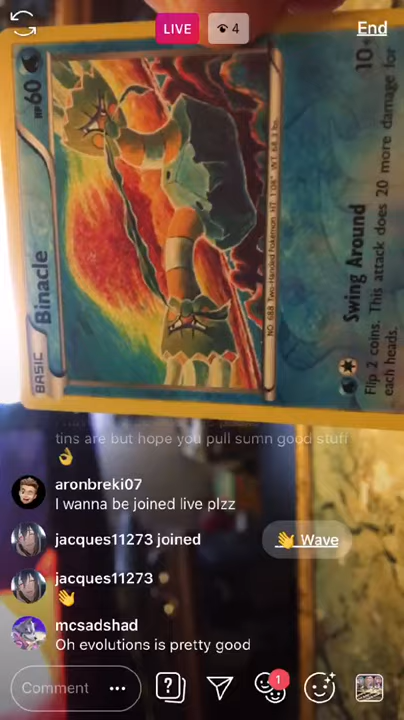 LIVE
4
End
BASIC
Binacle
HP60
NO. 688 Two-Handed Pokémon HT: 1'08" WT: 68.3 lbs.
Swing Around
10+
Flip 2 coins. This attack does 20 more damage for
each heads.
tins are but hope you pull sumn good stuff
👌
aronbreki07
I wanna be joined live plzz
jacques11273 joined
👋 Wave
jacques11273
👋
mcsadshad
Oh evolutions is pretty good
Comment
1